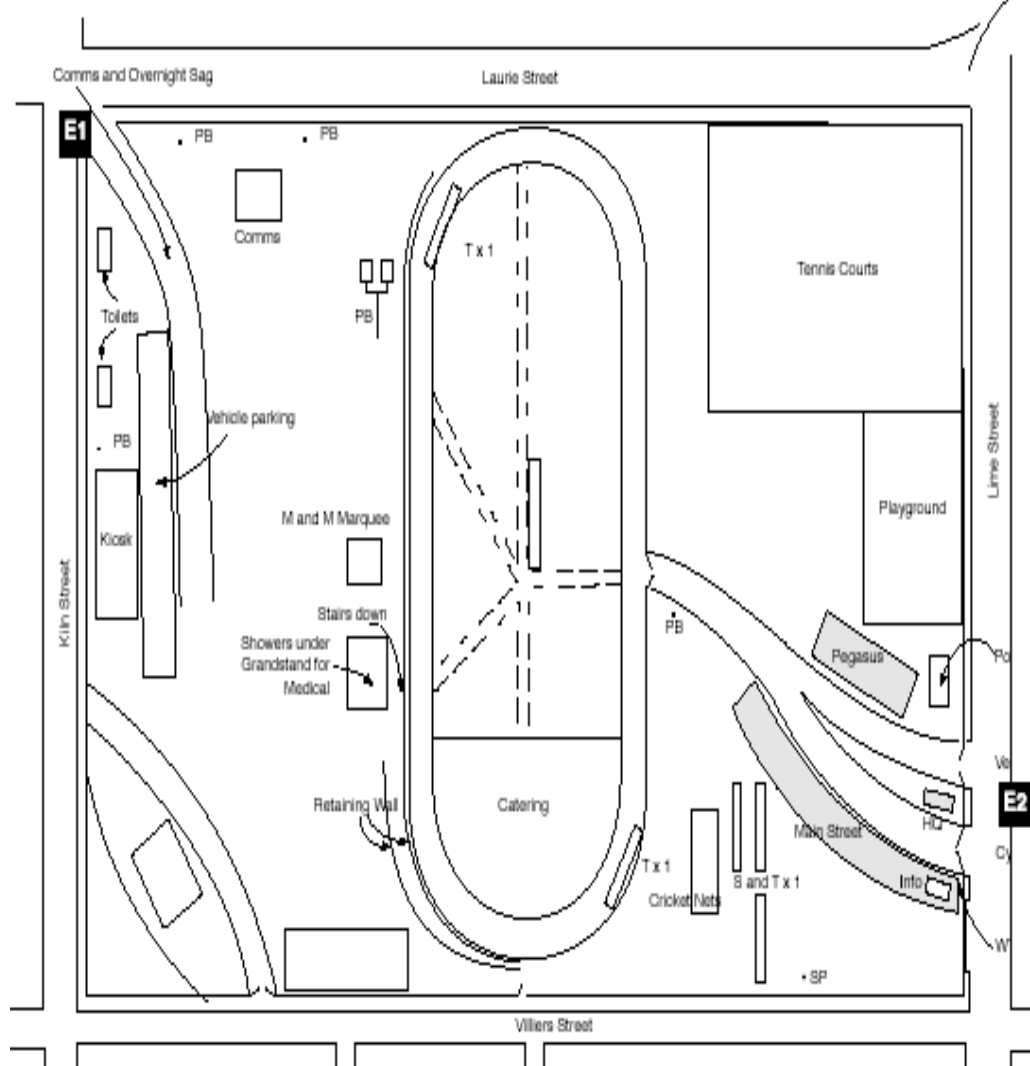 Laurie Street
Comms and Overnight Sag
E1
PB
PB
Comms
T x 1
Tennis Courts
Toilets
PB
Vehicle parking
PB
Lime Street
Playground
Kiosk
M and M Marquee
Kiln Street
Stairs down
PB
Showers under
Grandstand for
Medical
Pegasus
Po
Ve
E2
Retaining Wall
Catering
HQ
Main Street
Cy
T x 1
S and T x 1
Info
Cricket Nets
W
SP
Villiers Street